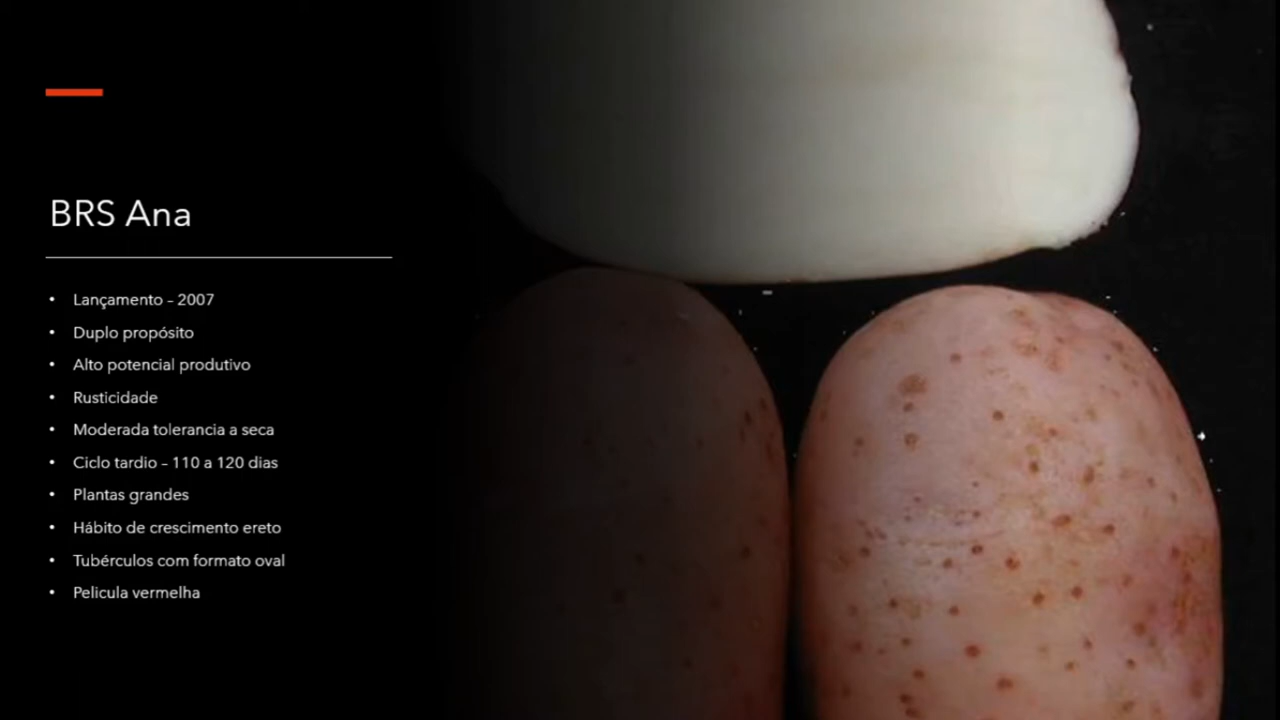 BRS Ana
• Lançamento – 2007
• Duplo propósito
• Alto potencial produtivo
• Rusticidade
• Moderada tolerancia a seca
• Ciclo tardio – 110 a 120 dias
• Plantas grandes
• Hábito de crescimento ereto
• Tubérculos com formato oval
• Pelicula vermelha